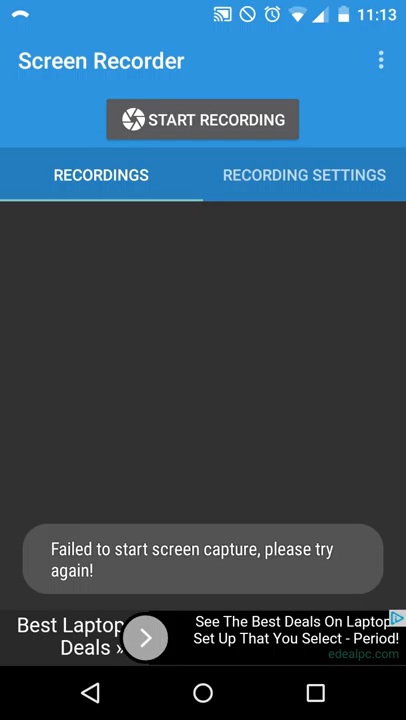 11:13
Screen Recorder
START RECORDING
RECORDINGS
RECORDING SETTINGS
Failed to start screen capture, please try
again!
Best Laptop
Deals »
See The Best Deals On Laptop
Set Up That You Select - Period!
edealpc.com